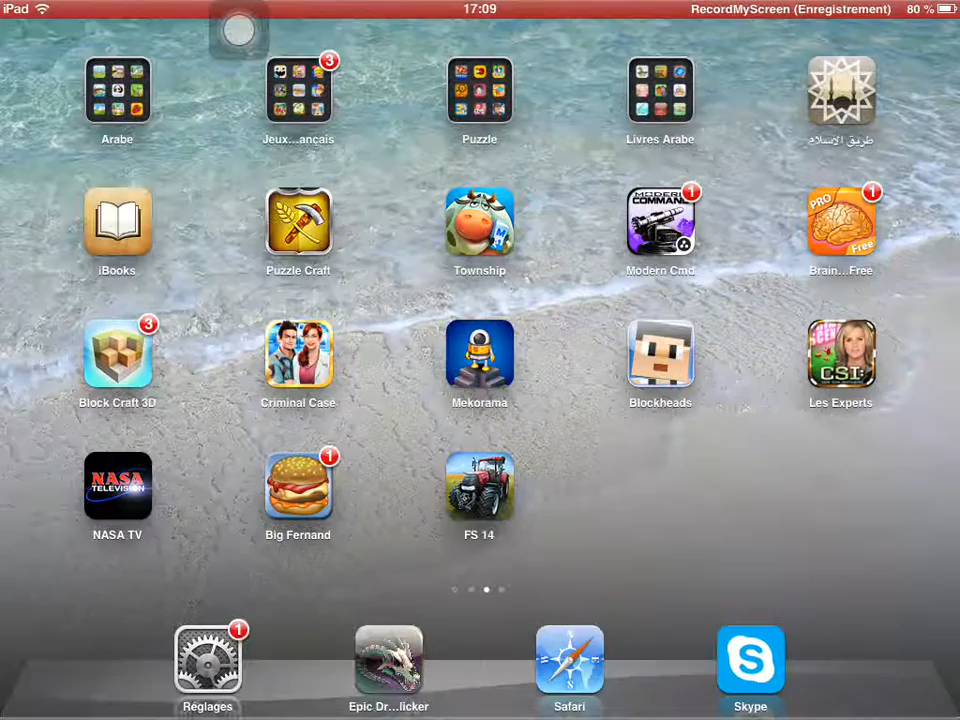 iPad 17:09 RecordMyScreen (Enregistrement) 80 %
3
Arabe Jeux...ançais Puzzle Livres Arabe طريق الإسلام
MODERN COMMAND 1 PRO 1
Free
iBooks Puzzle Craft Township Modern Cmd Brain...Free
3 CSI:
Block Craft 3D Criminal Case Mekorama Blockheads Les Experts
NASA TELEVISION 1
NASA TV Big Fernand FS 14
1 N W E S S
Réglages Epic Dr...licker Safari Skype